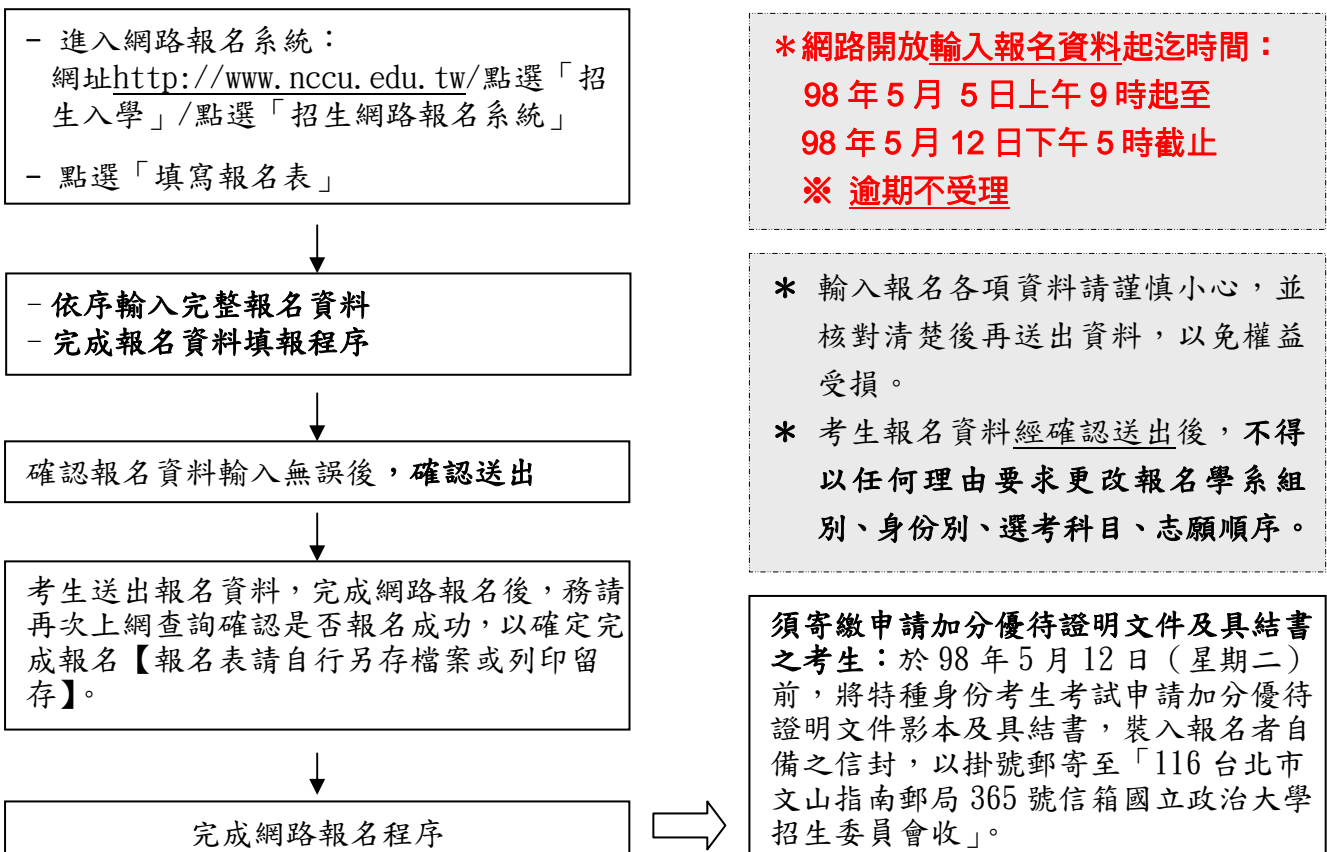 - 進入網路報名系統：
網址http://www.nccu.edu.tw/點選「招
生入學」/點選「招生網路報名系統」
- 點選「填寫報名表」
-依序輸入完整報名資料
-完成報名資料填報程序
確認報名資料輸入無誤後，確認送出
考生送出報名資料，完成網路報名後，務請
再次上網查詢確認是否報名成功，以確定完
成報名【報名表請自行另存檔案或列印留
存】。
完成網路報名程序
＊網路開放輸入報名資料起迄時間：
98 年 5 月 5 日上午 9 時起至
98 年 5 月 12 日下午 5 時截止
※ 逾期不受理
＊ 輸入報名各項資料請謹慎小心，並
核對清楚後再送出資料，以免權益
受損。
＊ 考生報名資料經確認送出後，不得
以任何理由要求更改報名學系組
別、身份別、選考科目、志願順序。
須寄繳申請加分優待證明文件及具結書
之考生：於 98 年 5 月 12 日（星期二）
前，將特種身份考生考試申請加分優待
證明文件影本及具結書，裝入報名者自
備之信封，以掛號郵寄至「116 台北市
文山指南郵局 365 號信箱國立政治大學
招生委員會收」。